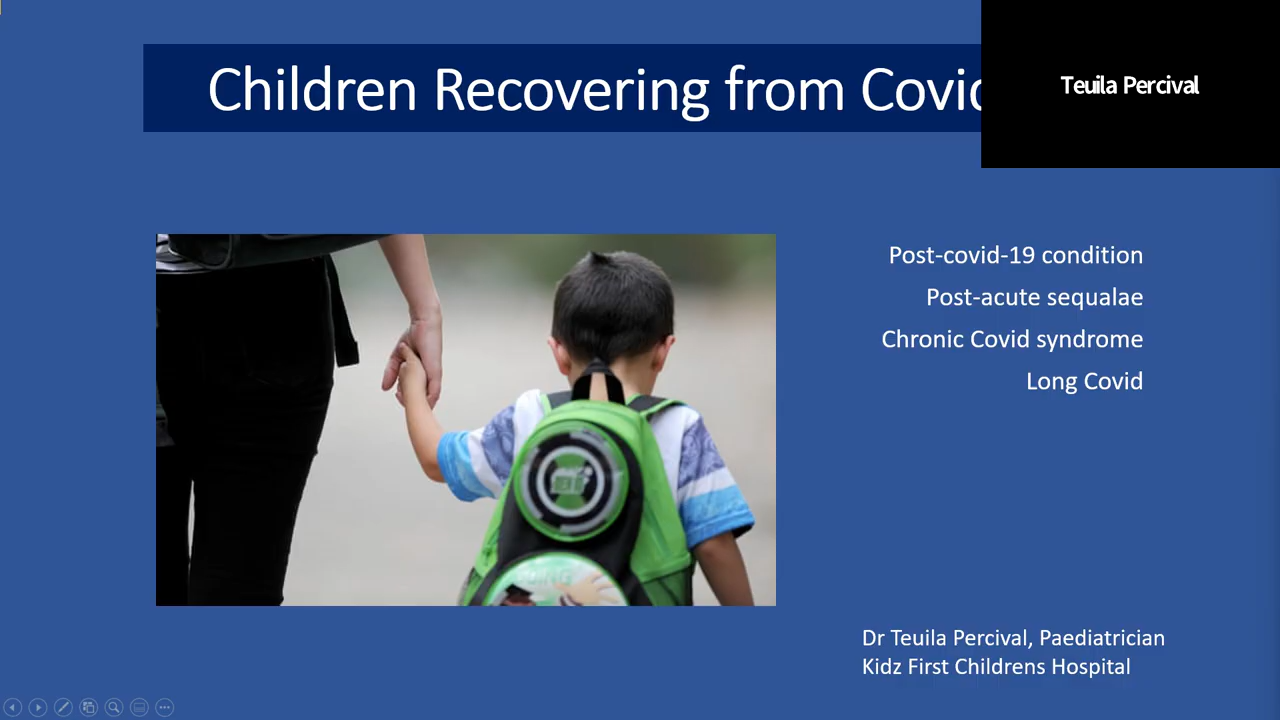 Children Recovering from Covid
Teuila Percival
Post-covid-19 condition
Post-acute sequalae
Chronic Covid syndrome
Long Covid
Dr Teuila Percival, Paediatrician
Kidz First Childrens Hospital